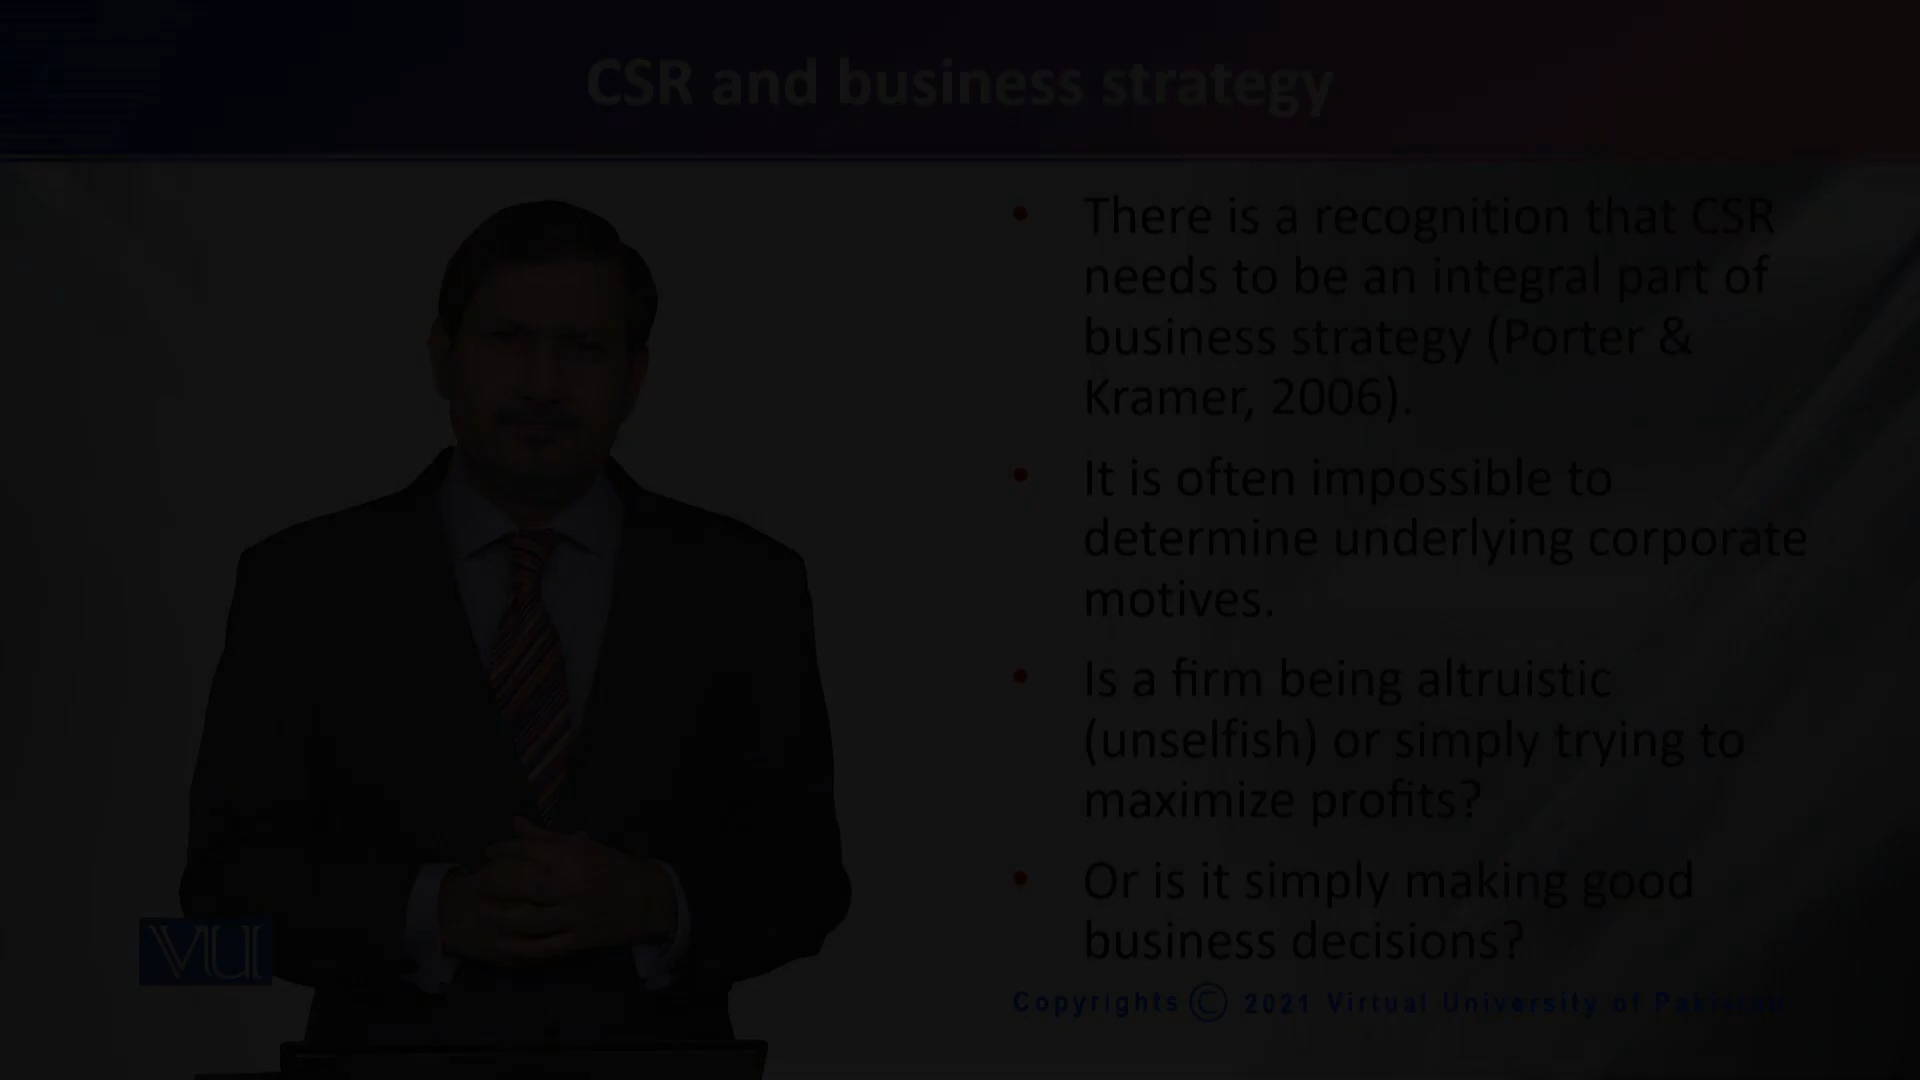 CSR and business strategy
• There is a recognition that CSR
needs to be an integral part of
business strategy (Porter &
Kramer, 2006).
• It is often impossible to
determine underlying corporate
motives.
• Is a firm being altruistic
(unselfish) or simply trying to
maximize profits?
• Or is it simply making good
business decisions?
VU
Copyrights © 2021 Virtual University of Pakistan